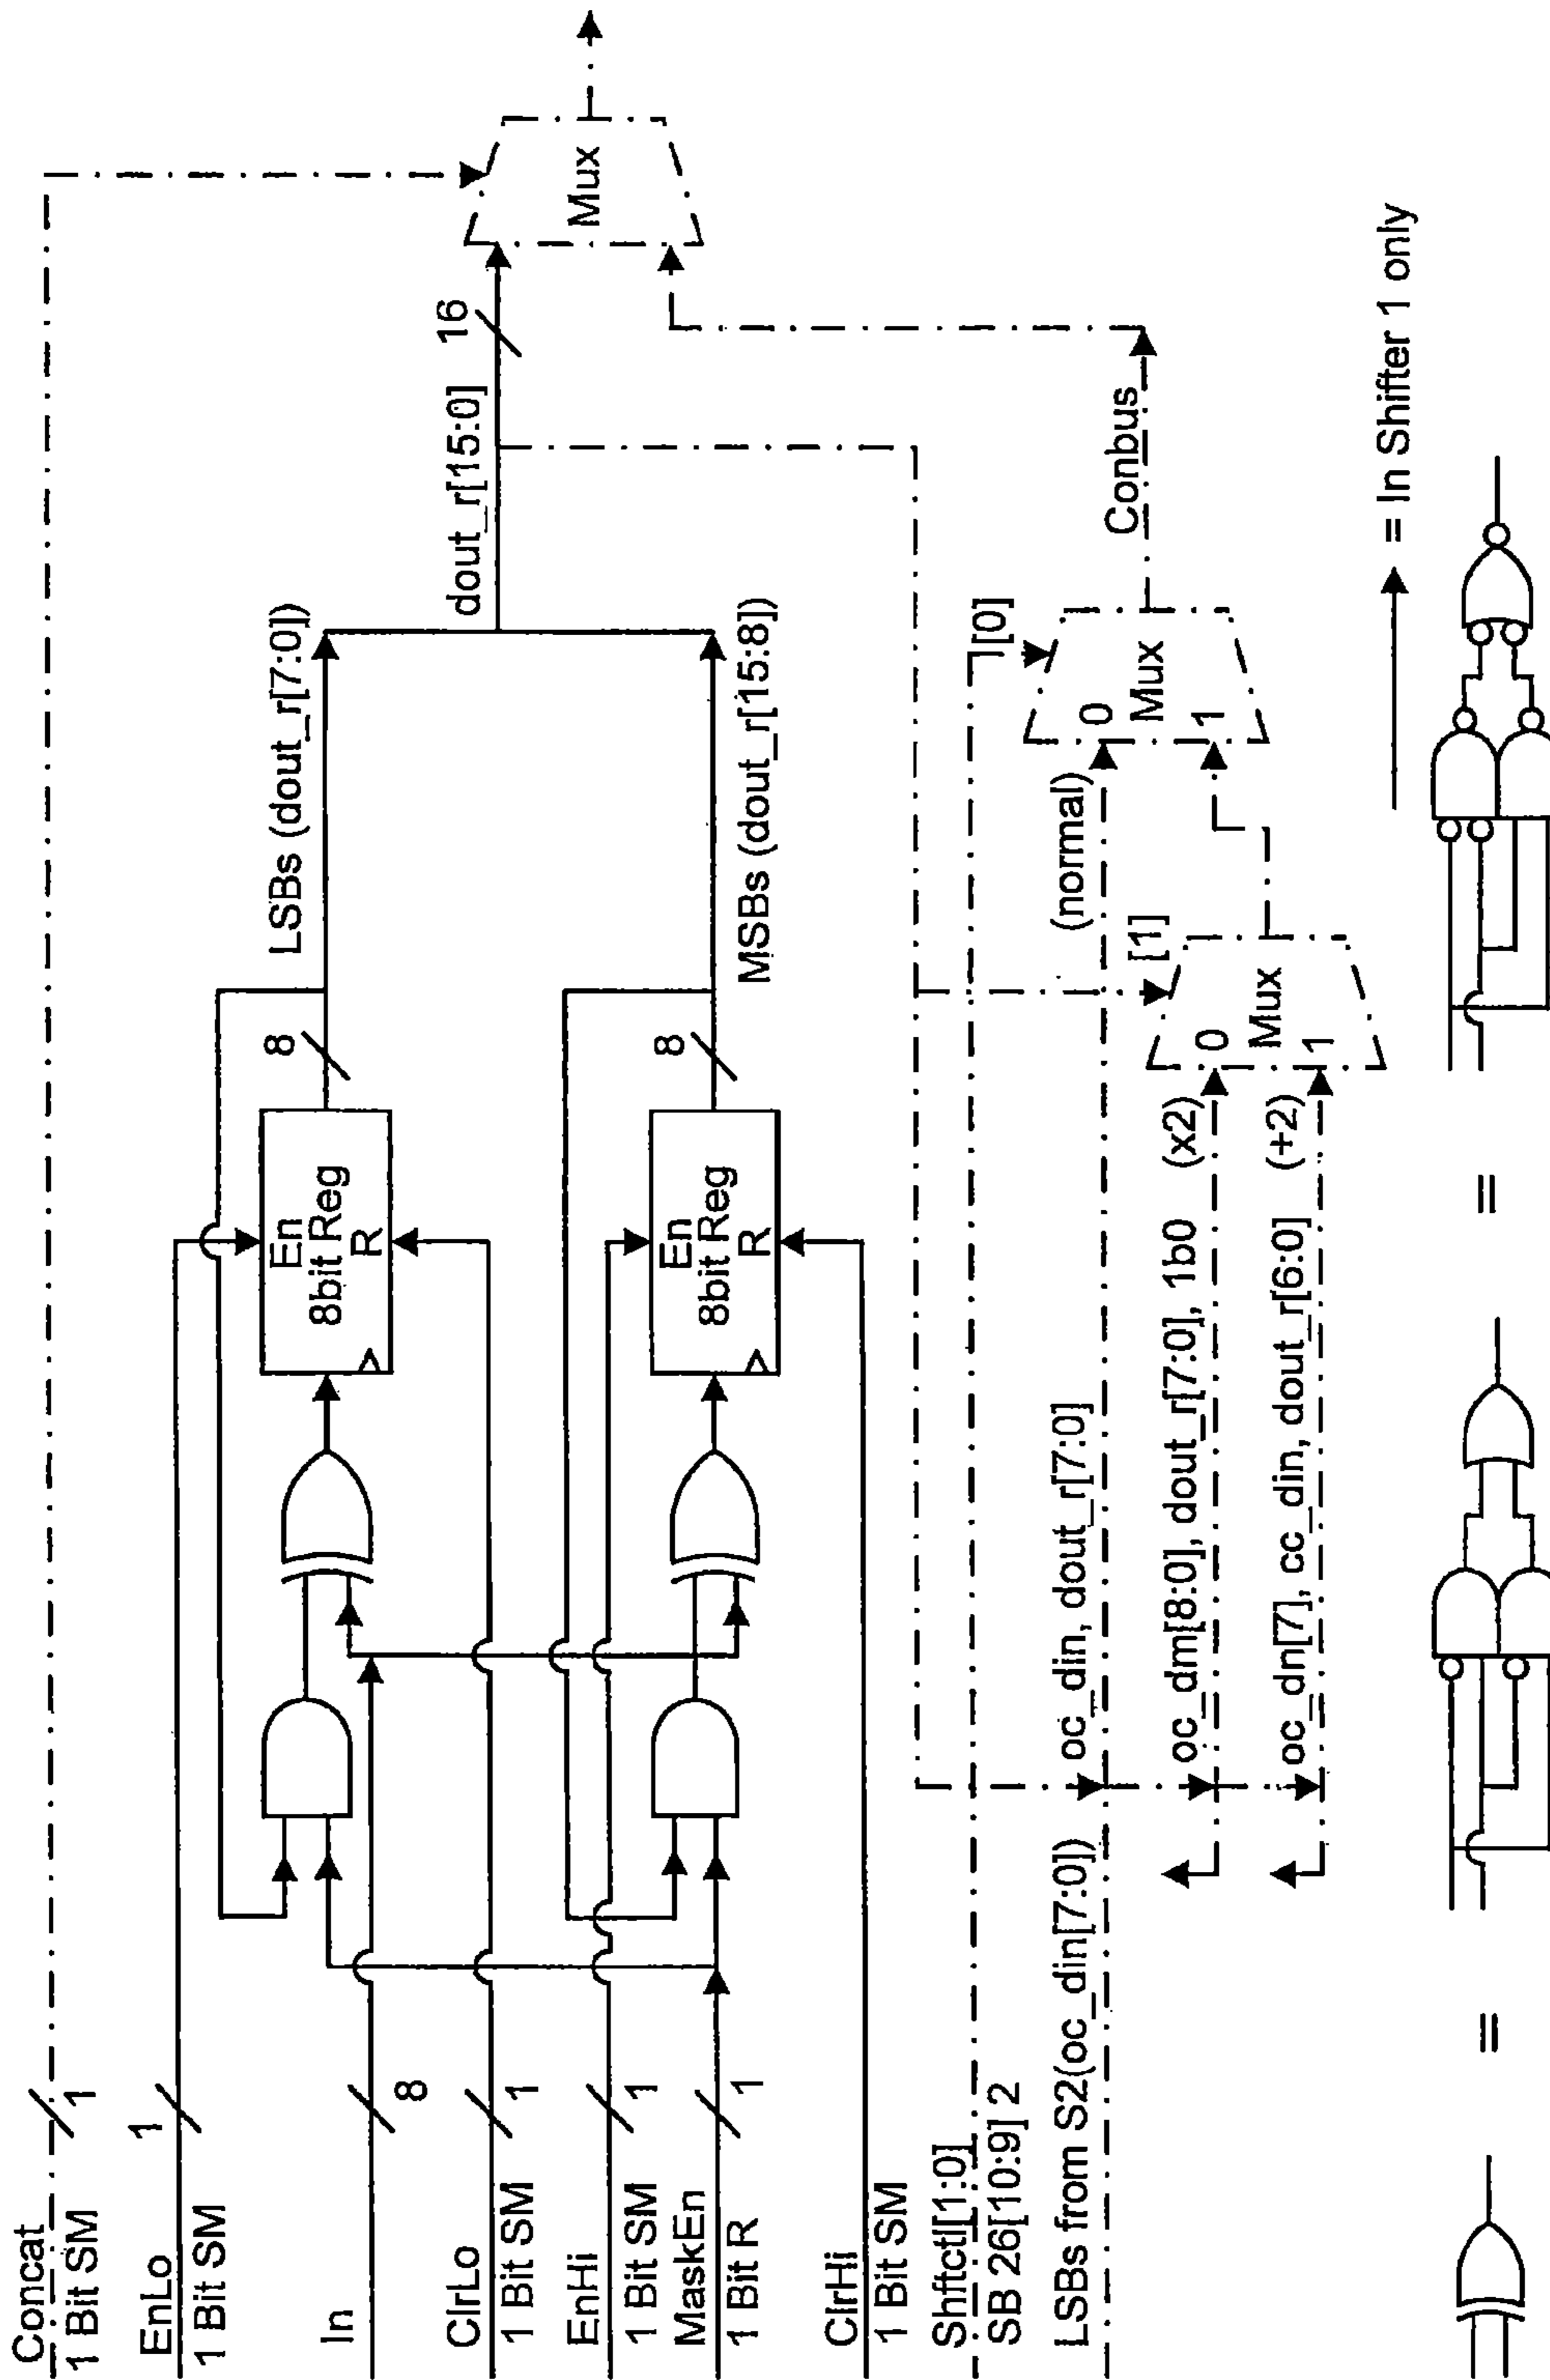 Concat
1 Bit SM
1
EnLo
1 Bit SM
1
In
8
ClrLo
1 Bit SM
1
EnHi
1 Bit SM
1
MaskEn
1 Bit R
1
ClrHi
1 Bit SM
Shftctl[1:0]
SB 26[10:9] 2
LSBs from S2(oc_din[7:0])
En
8bit Reg
R
8
LSBs (dout_r[7:0])
En
8bit Reg
R
8
MSBs (dout_r[15:8])
dout_r[15:0]
16
Mux
oc_din, dout_r[7:0]
(normal)
oc_dm[8:0], dout_r[7:0], 1b0 (x2)
oc_dn[7], cc_din, dout_r[6:0] (+2)
0
Mux
1
[1]
0
Mux
1
[0]
Conbus
= In Shifter 1 only
=
=